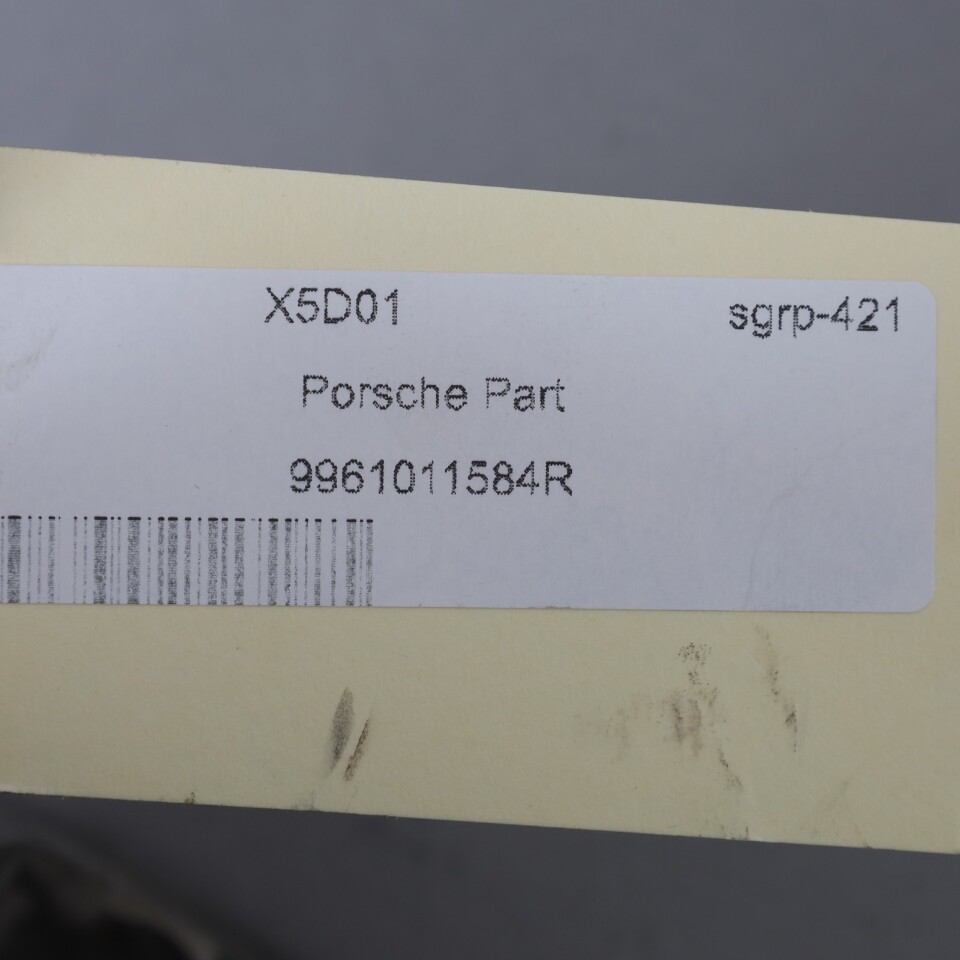 X5D01 sgrp-421
Porsche Part
9961011584R